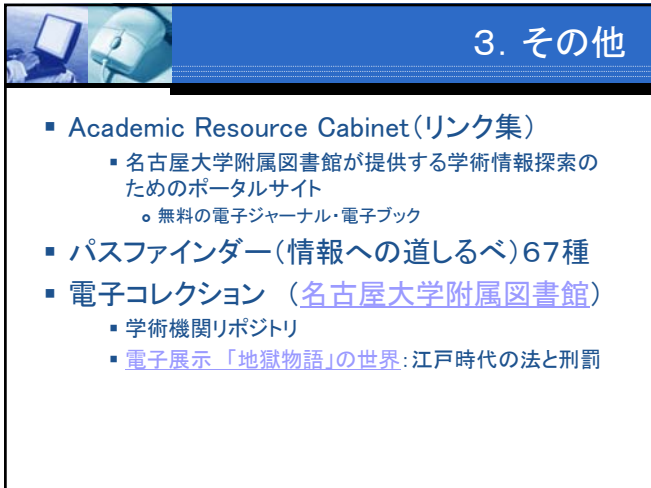 3．その他
Academic Resource Cabinet（リンク集）
名古屋大学附属図書館が提供する学術情報探索の
ためのポータルサイト
無料の電子ジャーナル・電子ブック
パスファインダー（情報への道しるべ）６７種
電子コレクション　（名古屋大学附属図書館）
学術機関リポジトリ
電子展示　「地獄物語」の世界：江戸時代の法と刑罰